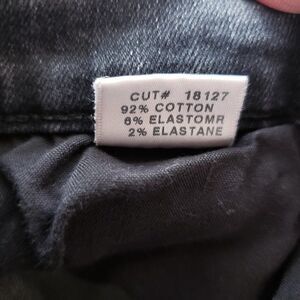 CUT# 18127
92% COTTON
6% ELASTOMR
2% ELASTANE